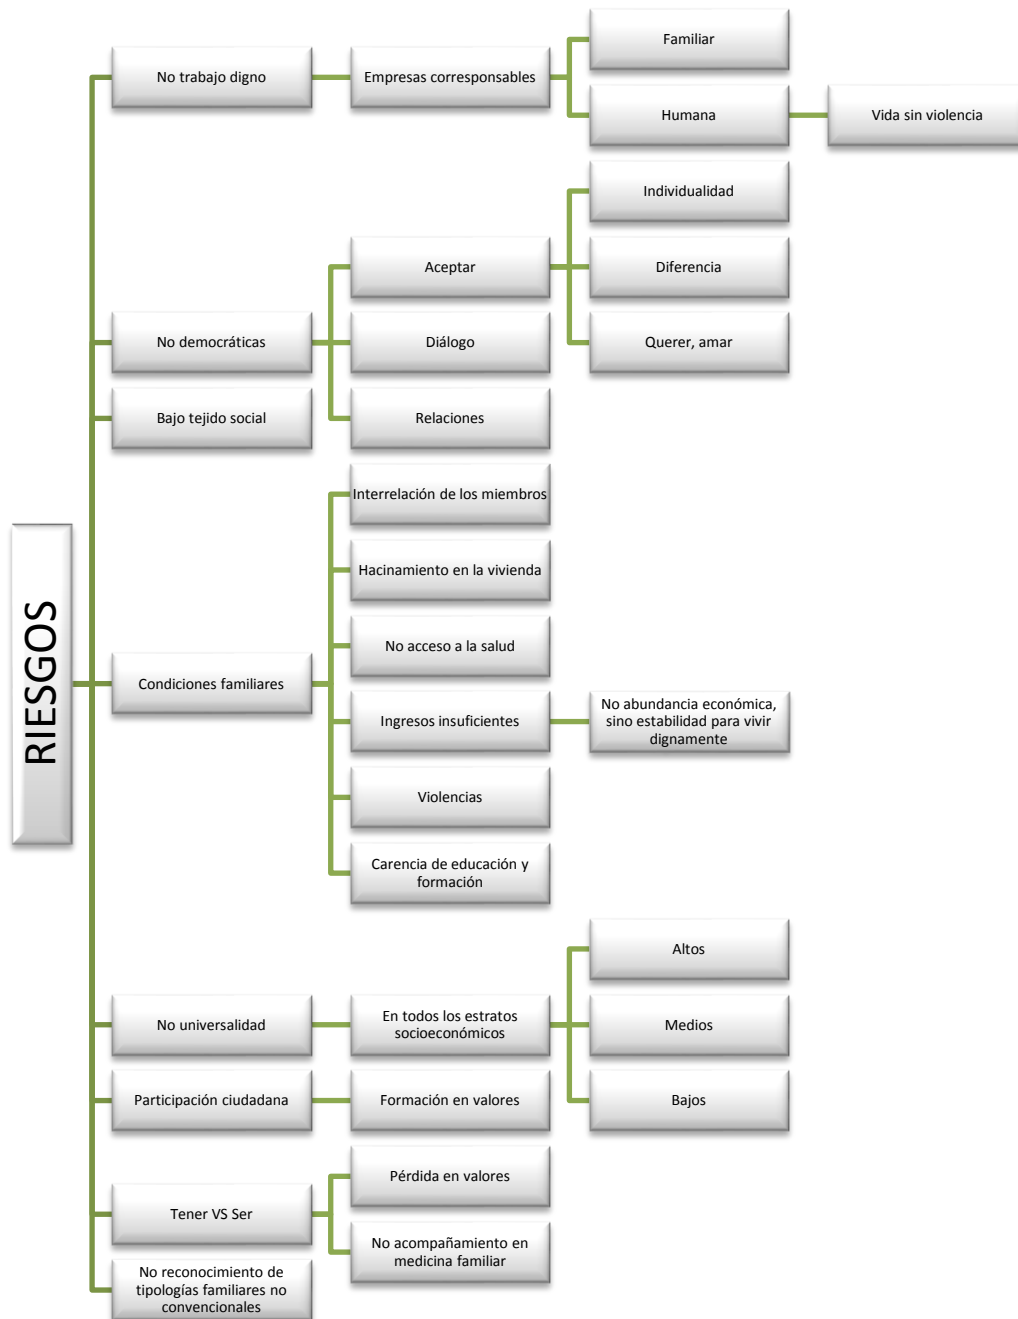 RIESGOS
No trabajo digno
Empresas corresponsables
Familiar
Humana
Vida sin violencia
No democráticas
Aceptar
Individualidad
Diferencia
Querer, amar
Diálogo
Relaciones
Bajo tejido social
Condiciones familiares
Interrelación de los miembros
Hacinamiento en la vivienda
No acceso a la salud
Ingresos insuficientes
No abundancia económica,
sino estabilidad para vivir
dignamente
Violencias
Carencia de educación y
formación
No universalidad
En todos los estratos
socioeconómicos
Altos
Medios
Bajos
Participación ciudadana
Formación en valores
Tener VS Ser
Pérdida en valores
No acompañamiento en
medicina familiar
No reconocimiento de
tipologías familiares no
convencionales